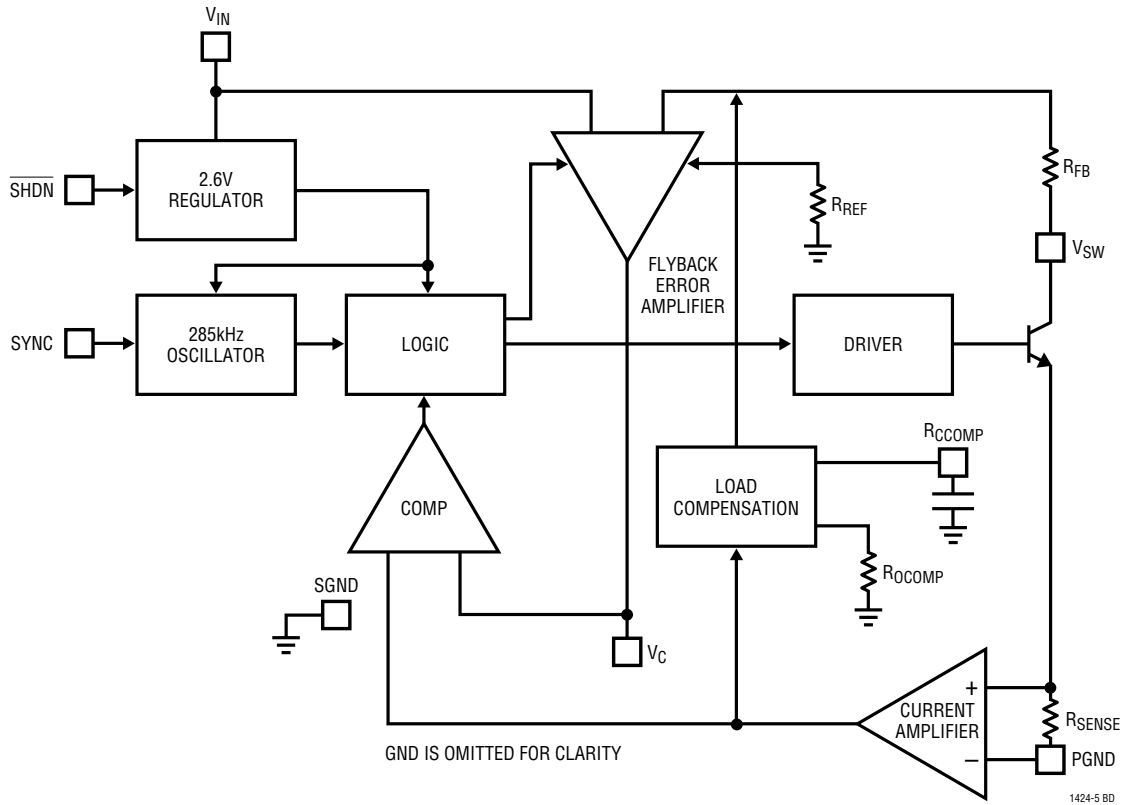 VIN
SHDN
2.6V
REGULATOR
RFB
RREF
VSW
FLYBACK
ERROR
AMPLIFIER
SYNC
285kHz
OSCILLATOR
LOGIC
DRIVER
RCCOMP
COMP
LOAD
COMPENSATION
ROCOMP
SGND
VC
+
CURRENT
AMPLIFIER
–
RSENSE
PGND
GND IS OMITTED FOR CLARITY
1424-5 BD